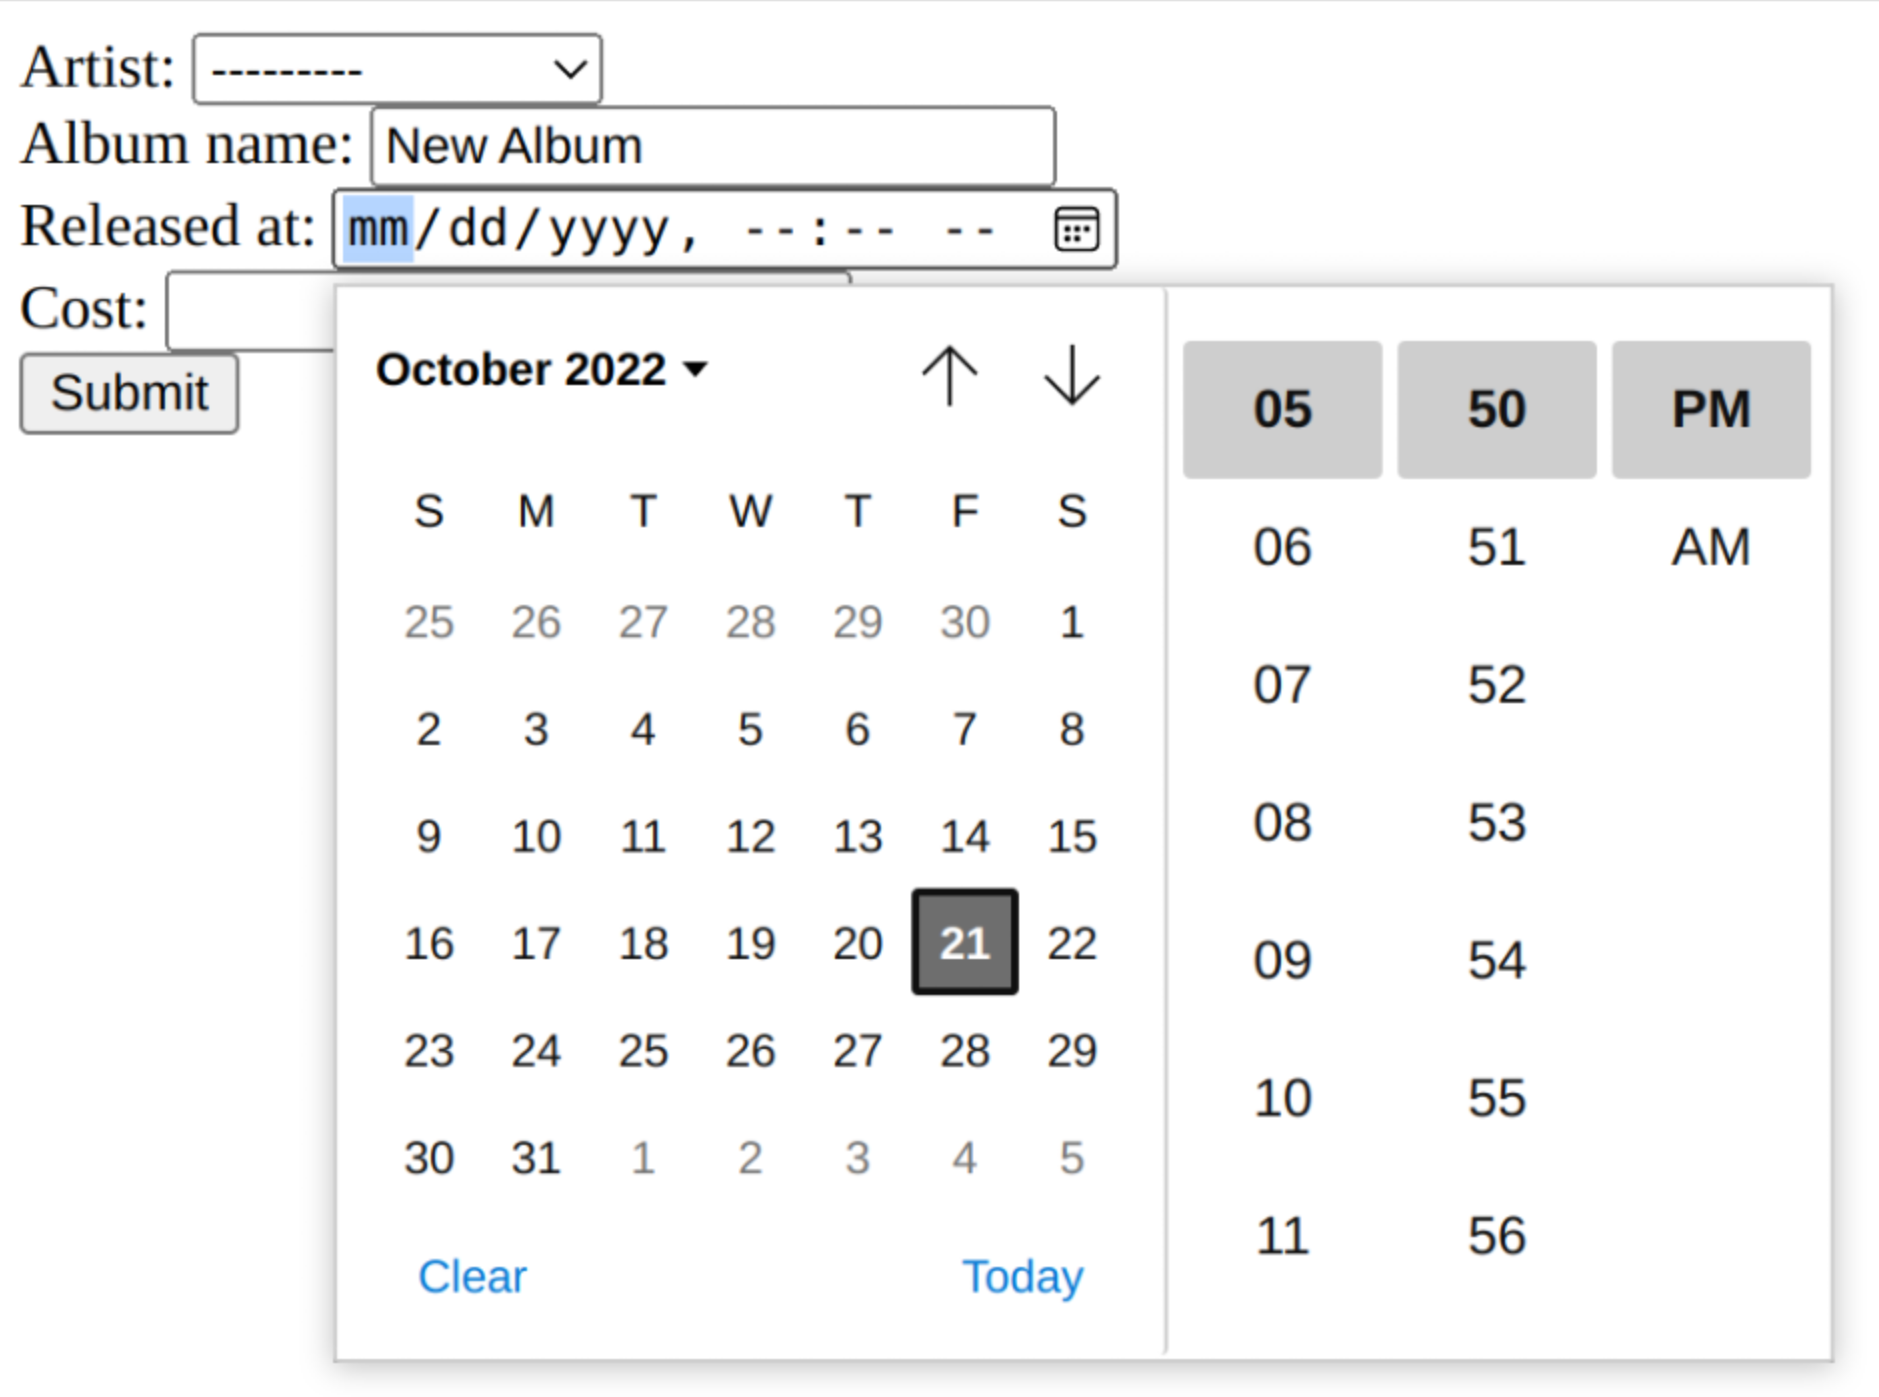 Artist: ---------
Album name: New Album
Released at: mm/dd/yyyy, --:-- --
Cost:
Submit
October 2022
S M T W T F S
25 26 27 28 29 30 1
2 3 4 5 6 7 8
9 10 11 12 13 14 15
16 17 18 19 20 21 22
23 24 25 26 27 28 29
30 31 1 2 3 4 5
Clear Today
05 50 PM
06 51 AM
07 52
08 53
09 54
10 55
11 56